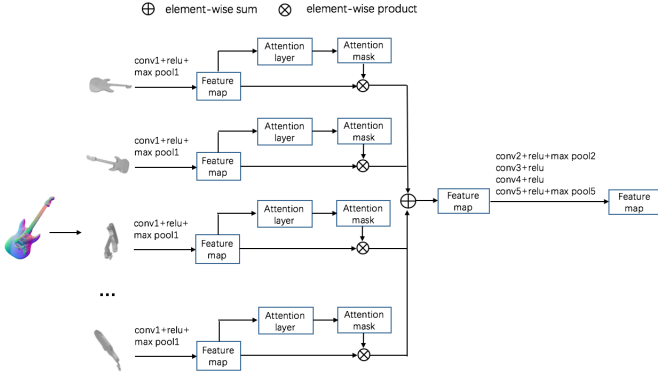 element-wise sum
element-wise product
conv1+relu+
max pool1
Feature
map
Attention
layer
Attention
mask
conv1+relu+
max pool1
Feature
map
Attention
layer
Attention
mask
conv1+relu+
max pool1
Feature
map
Attention
layer
Attention
mask
...
conv1+relu+
max pool1
Feature
map
Attention
layer
Attention
mask
Feature
map
conv2+relu+max pool2
conv3+relu
conv4+relu
conv5+relu+max pool5
Feature
map